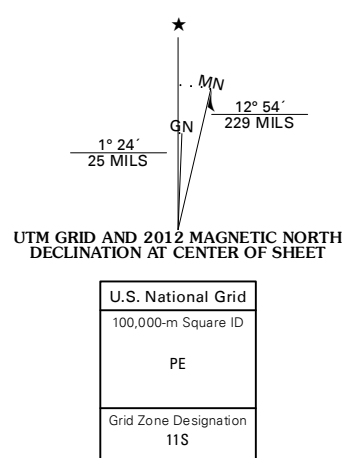 ★
MN
GN
12° 54´
229 MILS
1° 24´
25 MILS
UTM GRID AND 2012 MAGNETIC NORTH
DECLINATION AT CENTER OF SHEET
U.S. National Grid
100,000-m Square ID
PE
Grid Zone Designation
11S